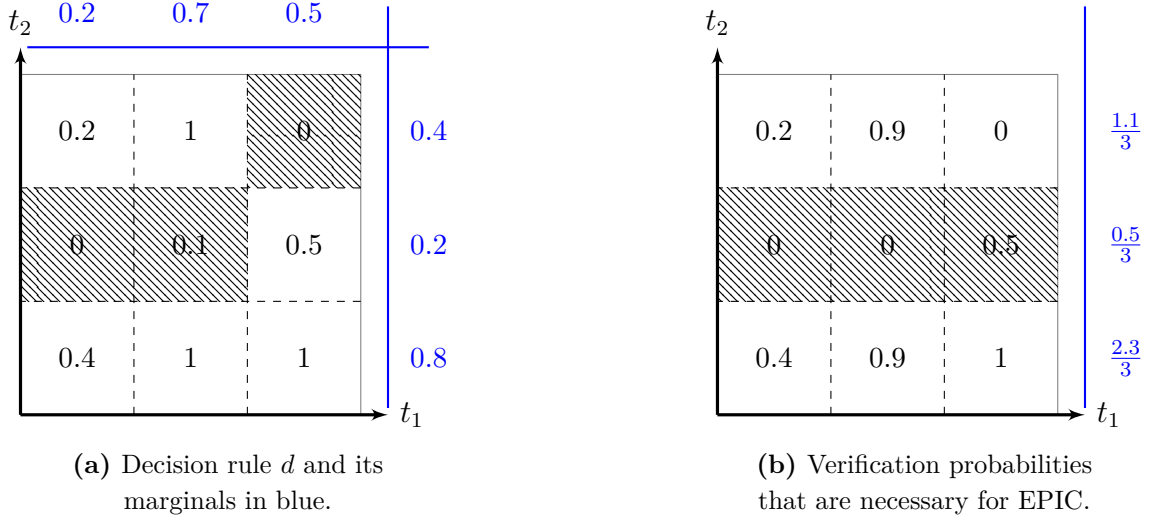 t₂ 0.2 0.7 0.5
0.2 1 0 0.4
0 0.1 0.5 0.2
0.4 1 1 0.8
t₁
(a) Decision rule d and its
marginals in blue.
t₂
0.2 0.9 0 1.1/3
0 0 0.5 0.5/3
0.4 0.9 1 2.3/3
t₁
(b) Verification probabilities
that are necessary for EPIC.